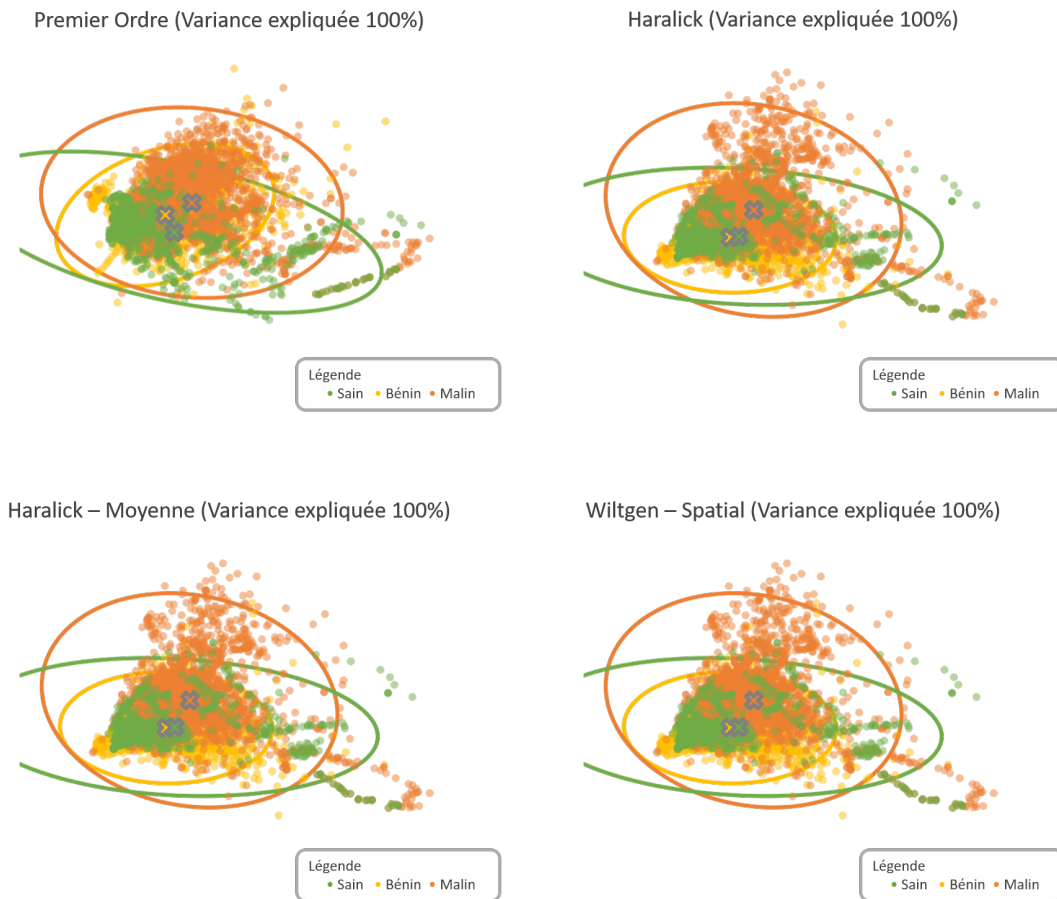 Premier Ordre (Variance expliquée 100%)
Haralick (Variance expliquée 100%)
Légende
Sain Bénin Malin
Légende
Sain Bénin Malin
Haralick – Moyenne (Variance expliquée 100%)
Wiltgen – Spatial (Variance expliquée 100%)
Légende
Sain Bénin Malin
Légende
Sain Bénin Malin